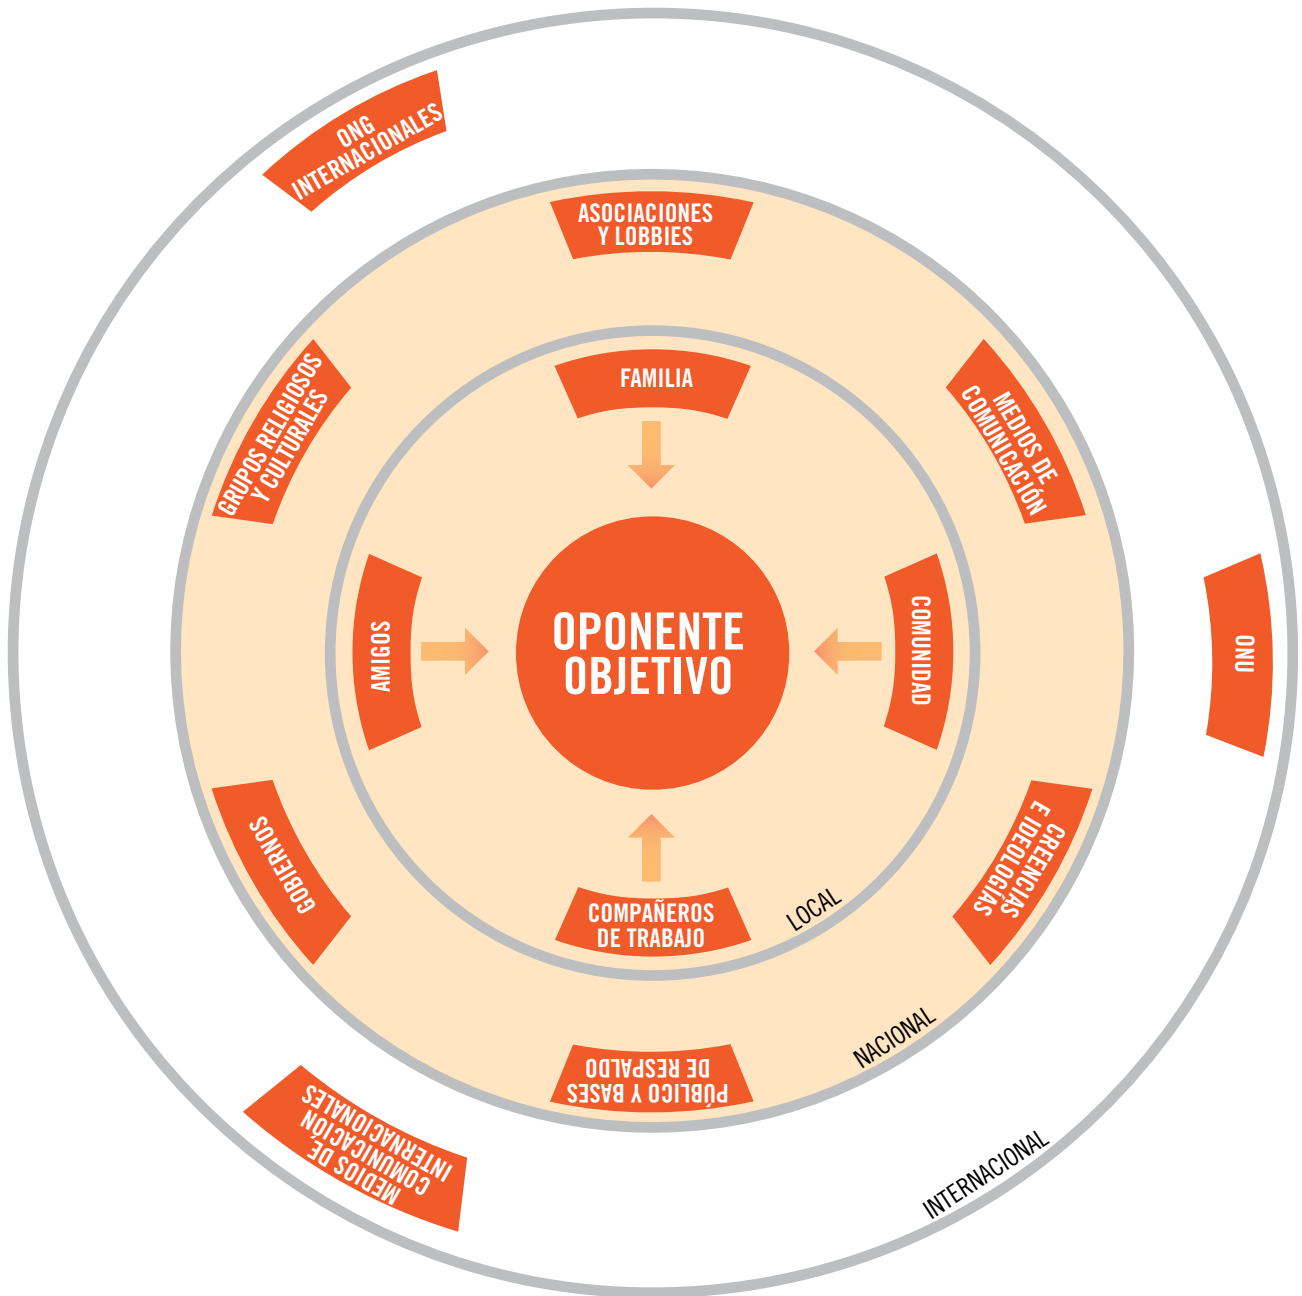 ONG
INTERNACIONALES
ASOCIACIONES
Y LOBBIES
GRUPOS RELIGIOSOS
Y CULTURALES
FAMILIA
MEDIOS DE
COMUNICACIÓN
AMIGOS
OPONENTE
OBJETIVO
COMUNIDAD
ONU
GOBIERNOS
COMPAÑEROS
DE TRABAJO
LOCAL
CREENCIAS
E IDEOLOGÍAS
NACIONAL
PÚBLICO Y BASES
DE RESPALDO
MEDIOS DE
COMUNICACIÓN
INTERNACIONALES
INTERNACIONAL